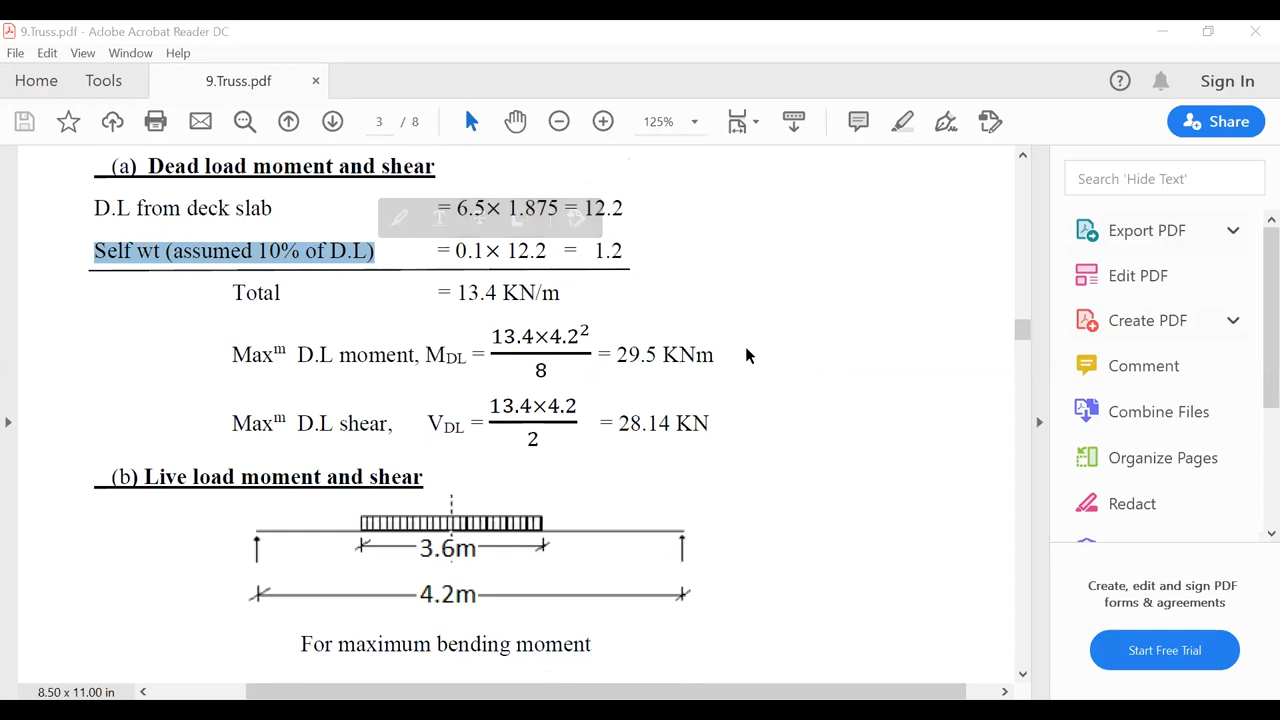 9.Truss.pdf - Adobe Acrobat Reader DC
File Edit View Window Help
Home Tools 9.Truss.pdf × ? Sign In
3 / 8 125% Share
(a) Dead load moment and shear
D.L from deck slab = 6.5× 1.875 = 12.2
Self wt (assumed 10% of D.L) = 0.1× 12.2 = 1.2
Total = 13.4 KN/m
Maxᵐ D.L moment, M_DL = 13.4×4.2² / 8 = 29.5 KNm
Maxᵐ D.L shear, V_DL = 13.4×4.2 / 2 = 28.14 KN
(b) Live load moment and shear
3.6m
4.2m
For maximum bending moment
8.50 x 11.00 in
Search 'Hide Text'
Export PDF
Edit PDF
Create PDF
Comment
Combine Files
Organize Pages
Redact
Create, edit and sign PDF
forms & agreements
Start Free Trial